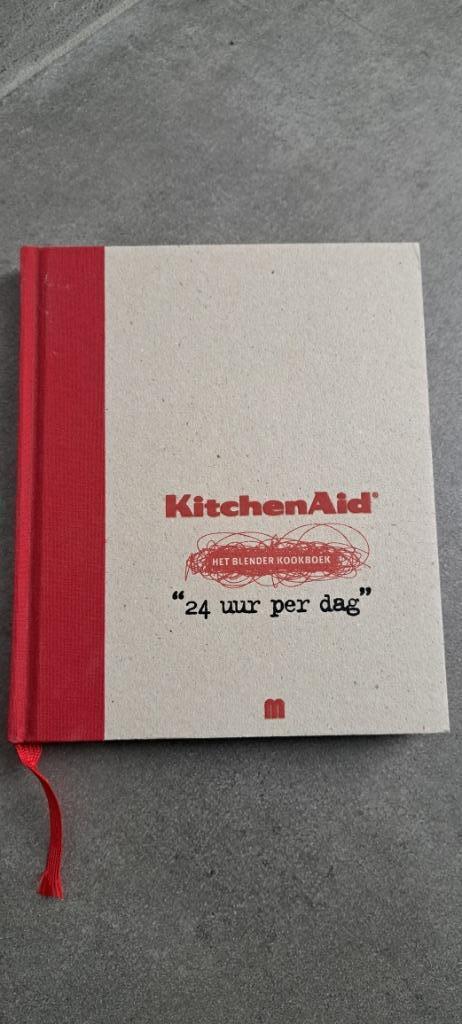 KitchenAid®
HET BLENDER KOOKBOEK
“24 uur per dag”
m